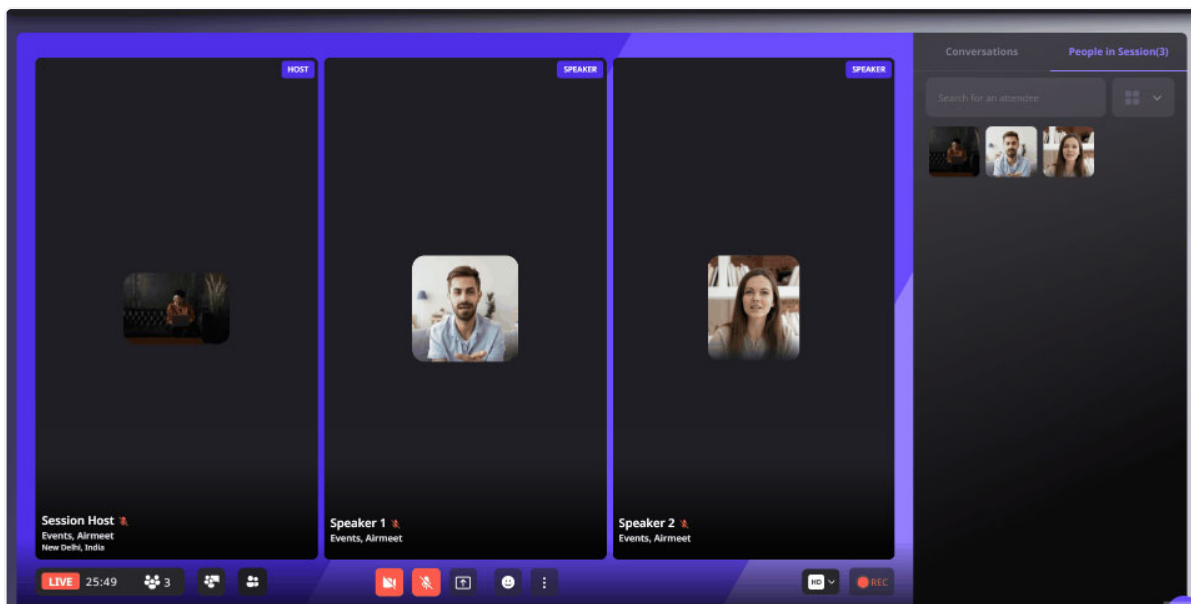 HOST
SPEAKER
SPEAKER
Conversations
People in Session(3)
Search for an attendee
Session Host
Events, Airmeet
New Delhi, India
Speaker 1
Events, Airmeet
Speaker 2
Events, Airmeet
LIVE 25:49 3
HD
REC